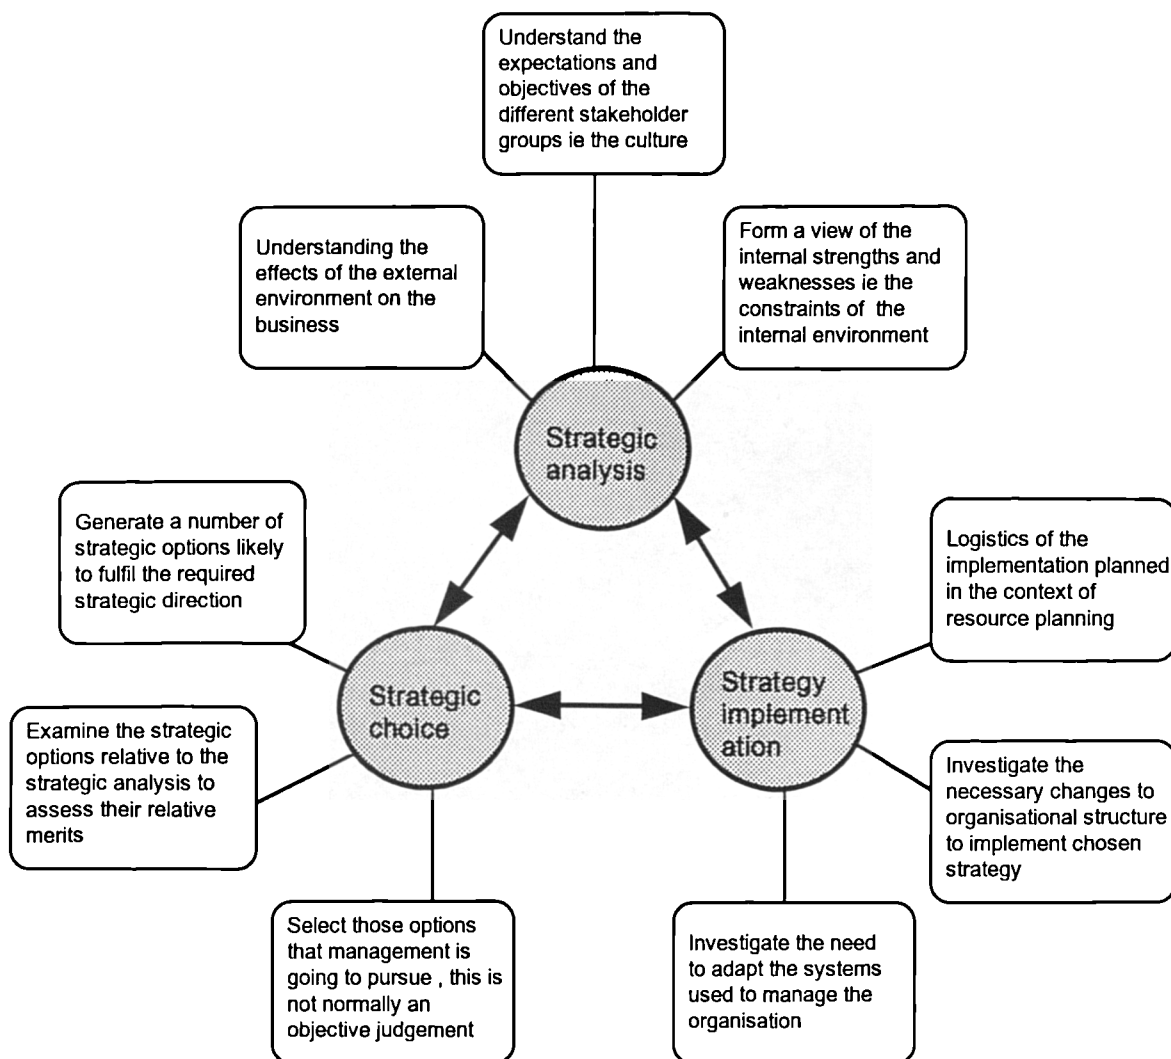 Understand the
expectations and
objectives of the
different stakeholder
groups ie the culture
Understanding the
effects of the external
environment on the
business
Form a view of the
internal strengths and
weaknesses ie the
constraints of the
internal environment
Strategic
analysis
Generate a number of
strategic options likely
to fulfil the required
strategic direction
Logistics of the
implementation planned
in the context of
resource planning
Strategic
choice
Strategy
implement
ation
Examine the strategic
options relative to the
strategic analysis to
assess their relative
merits
Investigate the
necessary changes to
organisational structure
to implement chosen
strategy
Select those options
that management is
going to pursue , this is
not normally an
objective judgement
Investigate the need
to adapt the systems
used to manage the
organisation